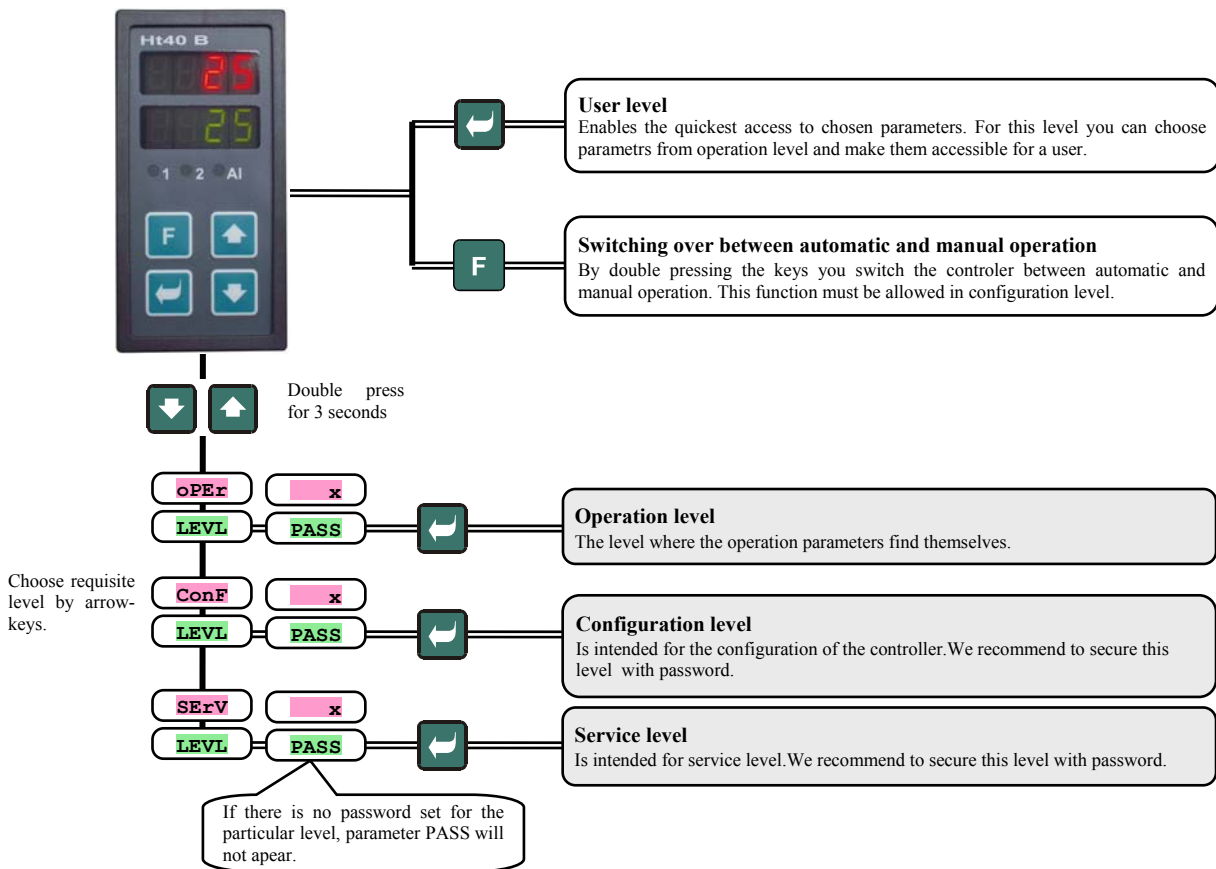 Ht40 B
25
25
1 2 Al
F
User level
Enables the quickest access to chosen parameters. For this level you can choose
parametrs from operation level and make them accessible for a user.
F
Switching over between automatic and manual operation
By double pressing the keys you switch the controler between automatic and
manual operation. This function must be allowed in configuration level.
Double press
for 3 seconds
Choose requisite
level by arrow-
keys.
oPEr x
LEVL PASS
Operation level
The level where the operation parameters find themselves.
ConF x
LEVL PASS
Configuration level
Is intended for the configuration of the controller.We recommend to secure this
level with password.
SErV x
LEVL PASS
Service level
Is intended for service level.We recommend to secure this level with password.
If there is no password set for the
particular level, parameter PASS will
not apear.